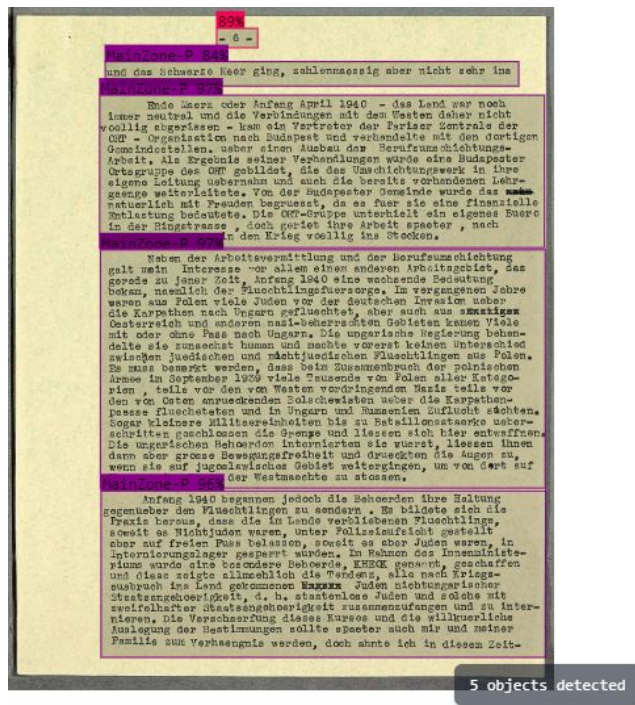 89%
- 6 -
MainZone-P 84%
und das Schwarze Meer ging, zahlenmaessig aber nicht sehr ins
MainZone-P 97%
Ende Maerz oder Anfang April 1940 - das Land war noch
immer neutral und die Verbindungen mit dem Westen daher nicht
voellig abgerissen - kam ein Vertreter der Pariser Zentrale der
ORT - Organisation nach Budapest und verhandelte mit den dortigen
Gemeindestellen. ueber einen Ausbau der Berufsumschichtungs-
Arbeit. Als Ergebnis seiner Verhandlungen wurde eine Budapester
Ortsgruppe des ORT gebildet, die das Umschichtungswerk in ihre
eigene Leitung uebernahm und auch die bereits vorhandenen Lehr-
gaenge weiterleitete. Von der Budapester Gemeinde wurde das
natuerlich mit Freuden begruesst, da es fuer sie eine finanzielle
Entlastung bedeutete. Die ORT-Gruppe unterhielt ein eigenes Buero
in der Ringstrasse , doch geriet ihre Arbeit spaeter , nach
MainZone-P 97% in den Krieg voellig ins Stocken.
Neben der Arbeitsvermittlung und der Berufsumschichtung
galt mein Interesse vor allem einem anderen Arbeitsgebiet, das
gerade zu jener Zeit, Anfang 1940 eine wachsende Bedeutung
bekam, naemlich der Fluechtlingsfuersorge. Im vergangenen Jahre
waren aus Polen viele Juden vor der deutschen Invasion ueber
die Karpathen nach Ungarn gefluechtet, aber auch aus
Oesterreich und anderen nazi-beherrschten Gebieten kamen Viele
mit oder ohne Pass nach Ungarn. Die ungarische Regierung behan-
delte sie zunaechst human und machte vorerst keinen Unterschied
zwischen juedischen und nichtjuedischen Fluechtlingen aus Polen.
Es muss bemerkt werden, dass beim Zusammenbruch der polnischen
Armee im September 1939 viele Tausende von Polen aller Katego-
rien , teils vor den von Westen vordringenden Nazis teils vor
den von Osten anrueckenden Bolschewisten ueber die Karpathen-
paesse fluechteten und in Ungarn und Rumaenien Zuflucht suchten.
Sogar kleinere Militaereinheiten bis zu Bataillonsstaerke ueber-
schritten geschlossen die Grenze und liessen sich hier entwaffnen.
Die ungarischen Behoerden internierten sie zuerst, liessen ihnen
dann aber grosse Bewegungsfreiheit und drueckten die Augen zu,
wenn sie auf jugoslawisches Gebiet weitergingen, um von dort auf
MainZone-P 96% der Westmaechte zu stossen.
Anfang 1940 begannen jedoch die Behoerden ihre Haltung
gegenueber den Fluechtlingen zu aendern . Es bildete sich die
Praxis heraus, dass die im Lande verbliebenen Fluechtlinge,
soweit es Nichtjuden waren, unter Polizeiaufsicht gestellt
aber auf freien Fuss belassen, soweit es aber Juden waren, in
Internierungslager gesperrt wurden. Im Rahmen des Innenministe-
riums wurde eine besondere Behoerde, KEOKH genannt, geschaffen
und diese zeigte allmaehlich die Tendenz, alle nach Kriegs-
ausbruch ins Land gekommenen Juden nichtungarischer
Staatsangehoerigkeit, d. h. staatenlose Juden und solche mit
zweifelhafter Staatsangehoerigkeit zusammenzufangen und zu inter-
nieren. Die Verschaerfung dieses Kurses und die willkuerliche
Auslegung der Bestimmungen sollte spaeter auch mir und meiner
Familie zum Verhaengnis werden, doch ahnte ich in diesem Zeit-
5 objects detected